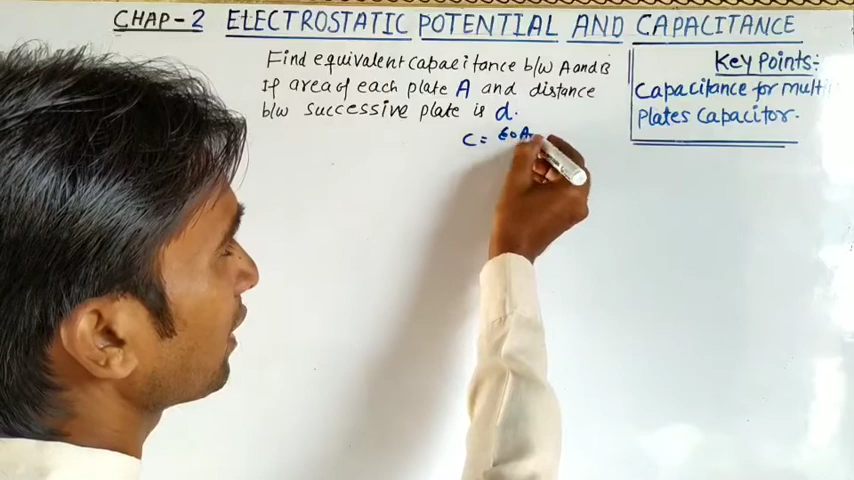 CHAP-2 ELECTROSTATIC POTENTIAL AND CAPACITANCE
Find equivalent capacitance b/w A and B
If area of each plate A and distance
b/w successive plate is d.
C = ε0A
Key Points:-
Capacitance for multi
Plates Capacitor.